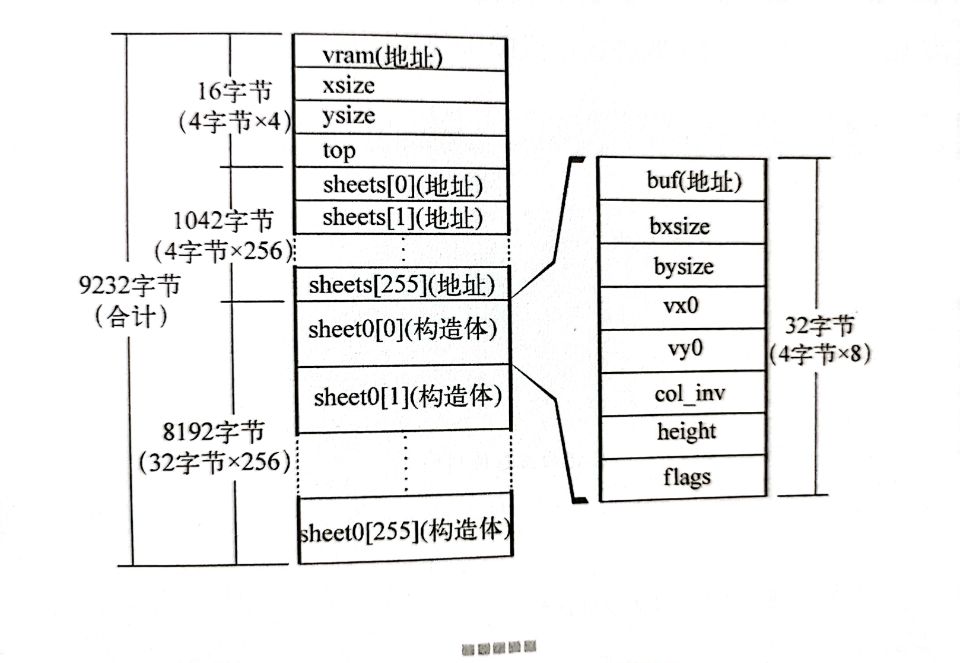 vram(地址)
xsize
ysize
top
sheets[0](地址)
sheets[1](地址)
sheets[255](地址)
sheet0[0](构造体)
sheet0[1](构造体)
sheet0[255](构造体)
16字节
(4字节×4)
1042字节
(4字节×256)
9232字节
(合计)
8192字节
(32字节×256)
buf(地址)
bxsize
bysize
vx0
vy0
col_inv
height
flags
32字节
(4字节×8)